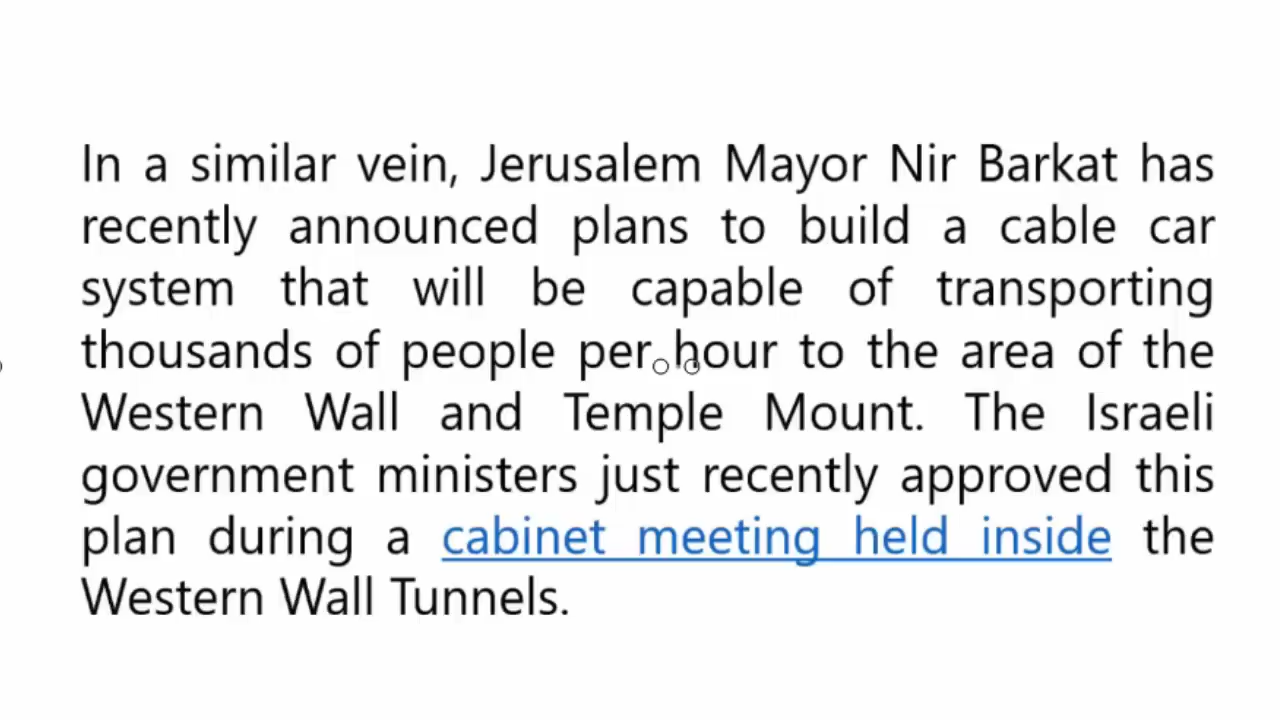 In a similar vein, Jerusalem Mayor Nir Barkat has
recently announced plans to build a cable car
system that will be capable of transporting
thousands of people per hour to the area of the
Western Wall and Temple Mount. The Israeli
government ministers just recently approved this
plan during a cabinet meeting held inside the
Western Wall Tunnels.